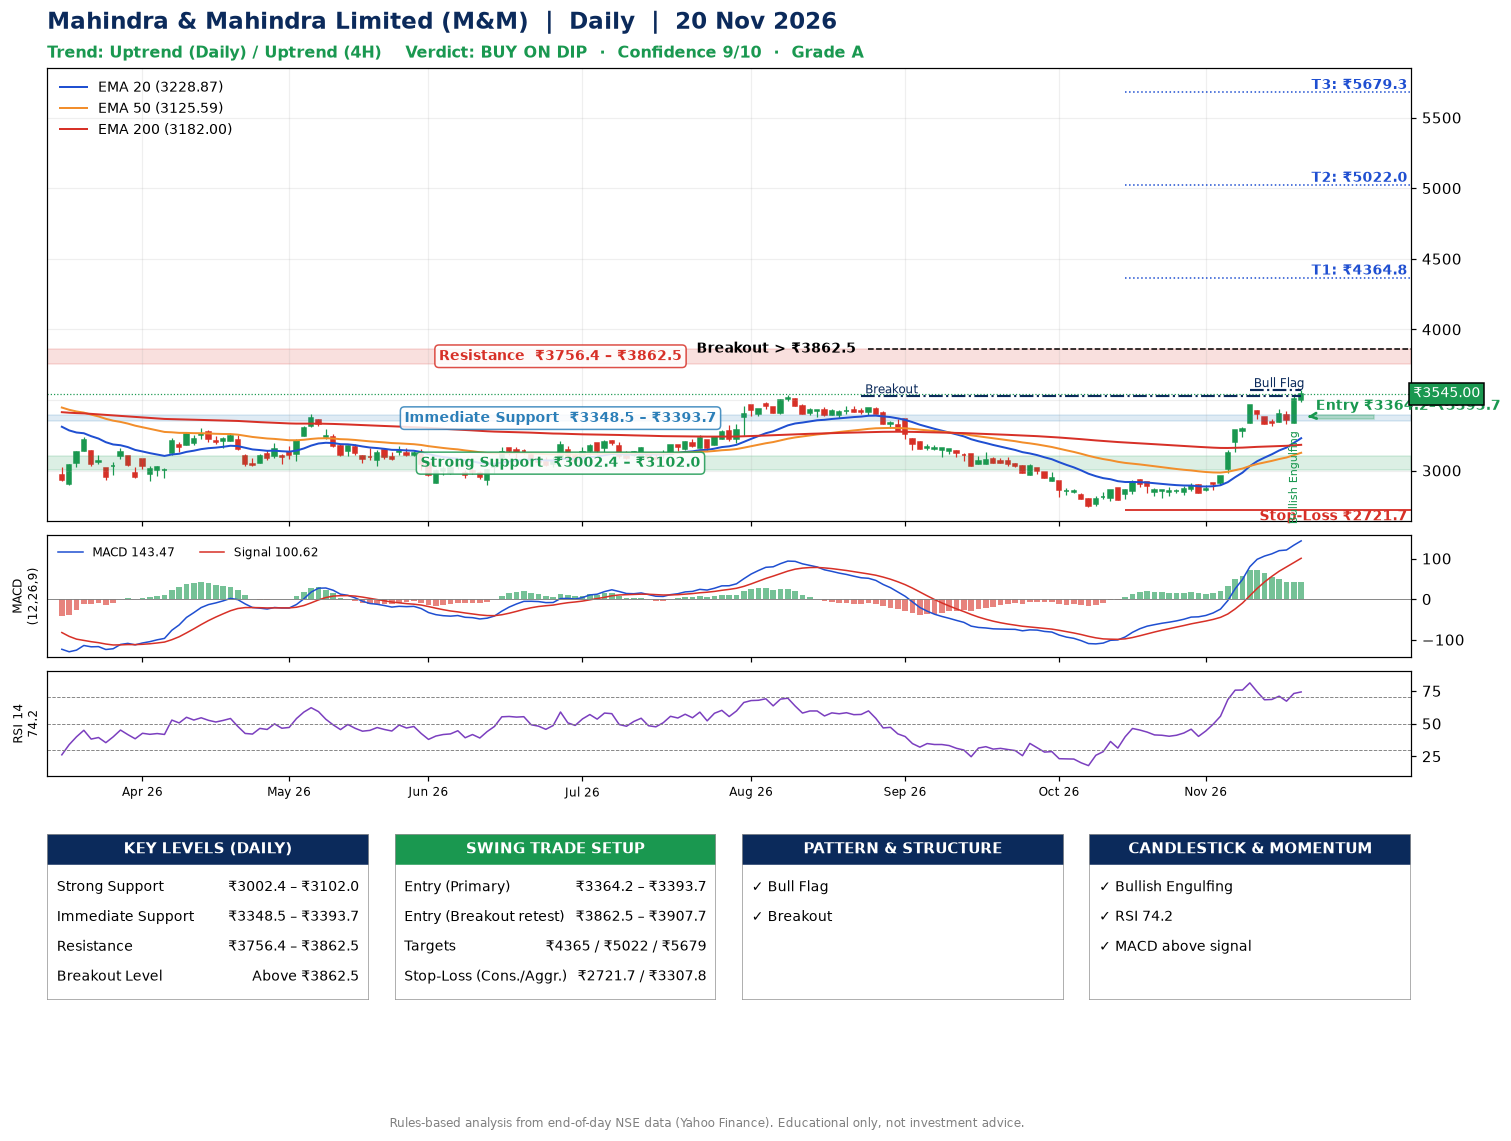 Mahindra & Mahindra Limited (M&M) | Daily | 20 Nov 2026
Trend: Uptrend (Daily) / Uptrend (4H) Verdict: BUY ON DIP · Confidence 9/10 · Grade A
EMA 20 (3228.87)
EMA 50 (3125.59)
EMA 200 (3182.00)
T3: ₹5679.3
T2: ₹5022.0
T1: ₹4364.8
5500
5000
4500
4000
3000
Resistance ₹3756.4 – ₹3862.5
Breakout > ₹3862.5
Breakout
Bull Flag
₹3545.00
Entry ₹3364.2–₹3393.7
Immediate Support ₹3348.5 – ₹3393.7
Strong Support ₹3002.4 – ₹3102.0
Bullish Engulfing
Stop-Loss ₹2721.7
MACD 143.47
Signal 100.62
MACD
(12,26,9)
100
0
−100
RSI 14
74.2
75
50
25
Apr 26
May 26
Jun 26
Jul 26
Aug 26
Sep 26
Oct 26
Nov 26
KEY LEVELS (DAILY)
Strong Support ₹3002.4 – ₹3102.0
Immediate Support ₹3348.5 – ₹3393.7
Resistance ₹3756.4 – ₹3862.5
Breakout Level Above ₹3862.5
SWING TRADE SETUP
Entry (Primary) ₹3364.2 – ₹3393.7
Entry (Breakout retest) ₹3862.5 – ₹3907.7
Targets ₹4365 / ₹5022 / ₹5679
Stop-Loss (Cons./Aggr.) ₹2721.7 / ₹3307.8
PATTERN & STRUCTURE
✓ Bull Flag
✓ Breakout
CANDLESTICK & MOMENTUM
✓ Bullish Engulfing
✓ RSI 74.2
✓ MACD above signal
Rules-based analysis from end-of-day NSE data (Yahoo Finance). Educational only, not investment advice.